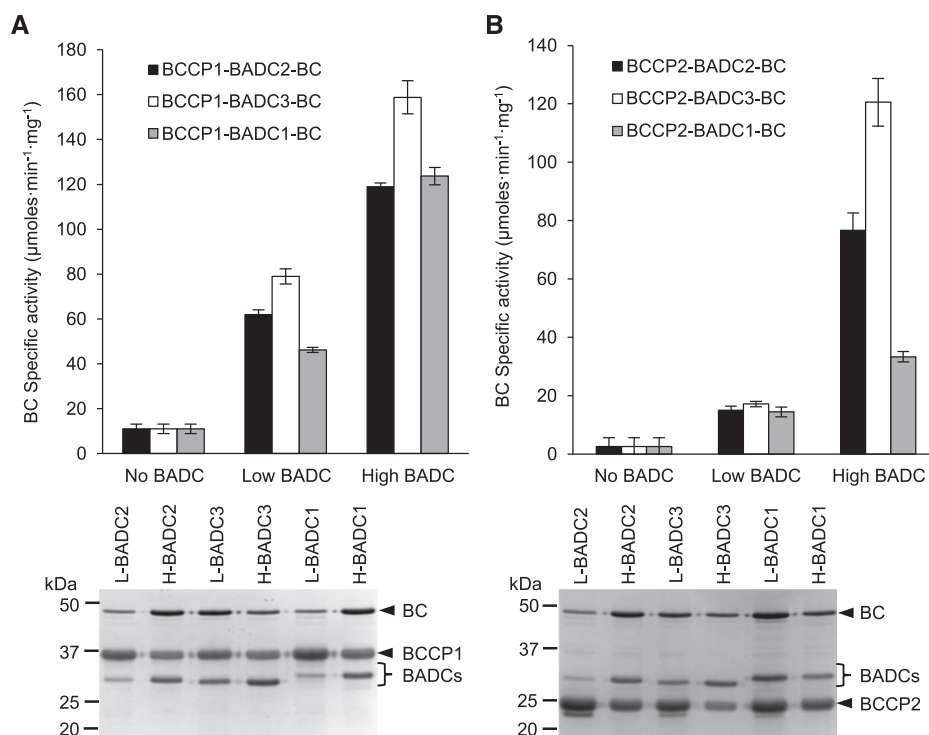 A
BC Specific activity (µmoles·min⁻¹·mg⁻¹)
180
160
140
120
100
80
60
40
20
0
BCCP1-BADC2-BC
BCCP1-BADC3-BC
BCCP1-BADC1-BC
No BADC
Low BADC
High BADC
L-BADC2
H-BADC2
L-BADC3
H-BADC3
L-BADC1
H-BADC1
kDa
50
37
25
20
BC
BCCP1
BADCs
B
BC Specific activity (µmoles·min⁻¹·mg⁻¹)
140
120
100
80
60
40
20
0
BCCP2-BADC2-BC
BCCP2-BADC3-BC
BCCP2-BADC1-BC
No BADC
Low BADC
High BADC
L-BADC2
H-BADC2
L-BADC3
H-BADC3
L-BADC1
H-BADC1
kDa
50
37
25
20
BC
BADCs
BCCP2